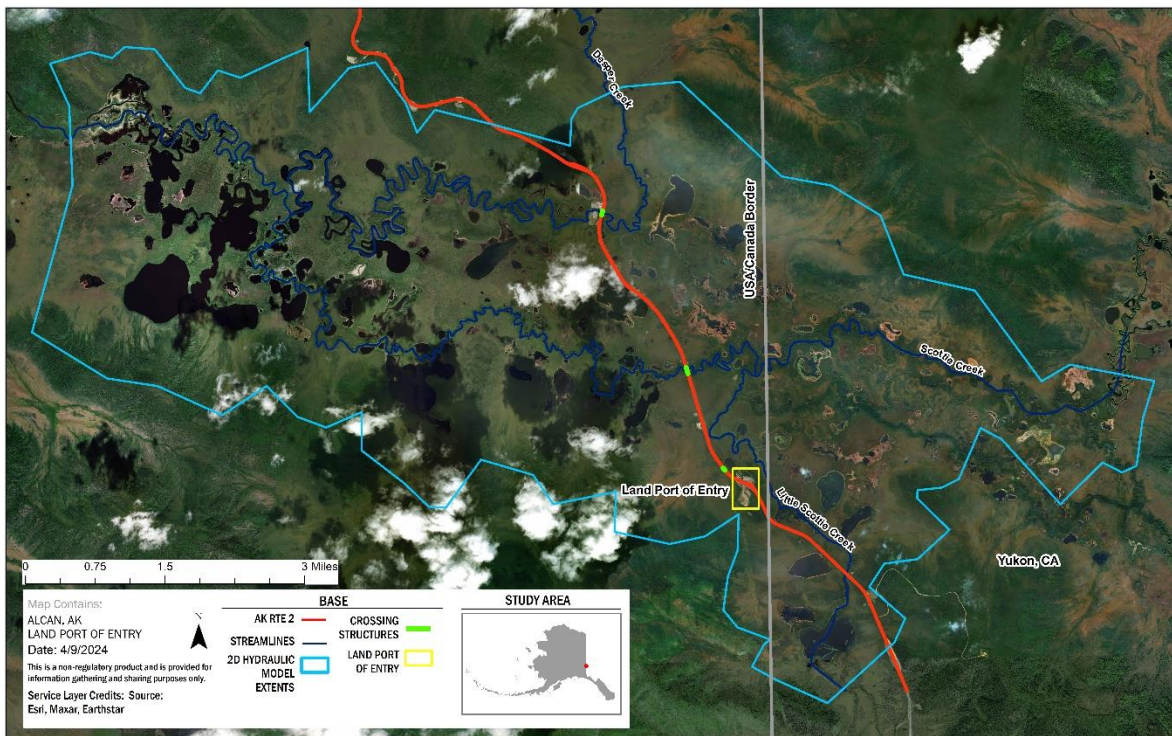 Desper Creek
USA/Canada Border
Scottie Creek
Land Port of Entry
Little Scottie Creek
Yukon, CA
0 0.75 1.5 3 Miles
Map Contains:
ALCAN, AK
LAND PORT OF ENTRY
Date: 4/9/2024
This is a non-regulatory product and is provided for
information gathering and sharing purposes only.
Service Layer Credits: Source:
Esri, Maxar, Earthstar
N
BASE
AK RTE 2
STREAMLINES
2D HYDRAULIC
MODEL
EXTENTS
CROSSING
STRUCTURES
LAND PORT
OF ENTRY
STUDY AREA